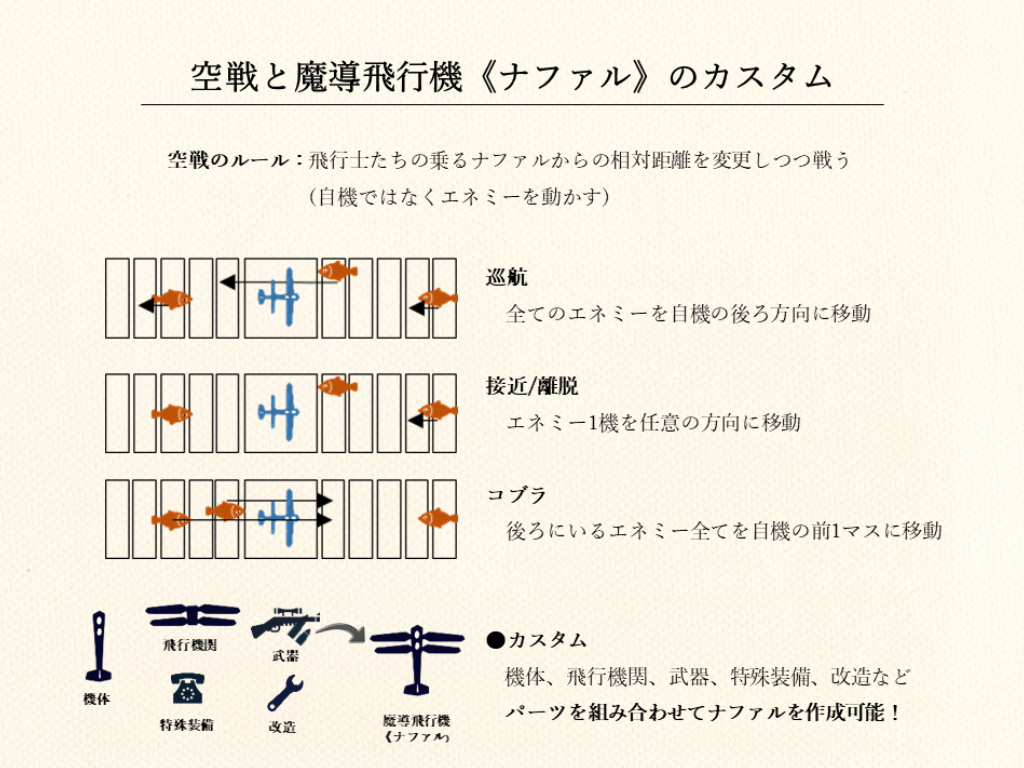 空戦と魔導飛行機《ナファル》のカスタム
空戦のルール：飛行士たちの乗るナファルからの相対距離を変更しつつ戦う
(自機ではなくエネミーを動かす)
巡航
全てのエネミーを自機の後ろ方向に移動
接近/離脱
エネミー1機を任意の方向に移動
コブラ
後ろにいるエネミー全てを自機の前1マスに移動
機体
飛行機関
武器
特殊装備
改造
魔導飛行機
《ナファル》
●カスタム
機体、飛行機関、武器、特殊装備、改造など
パーツを組み合わせてナファルを作成可能！